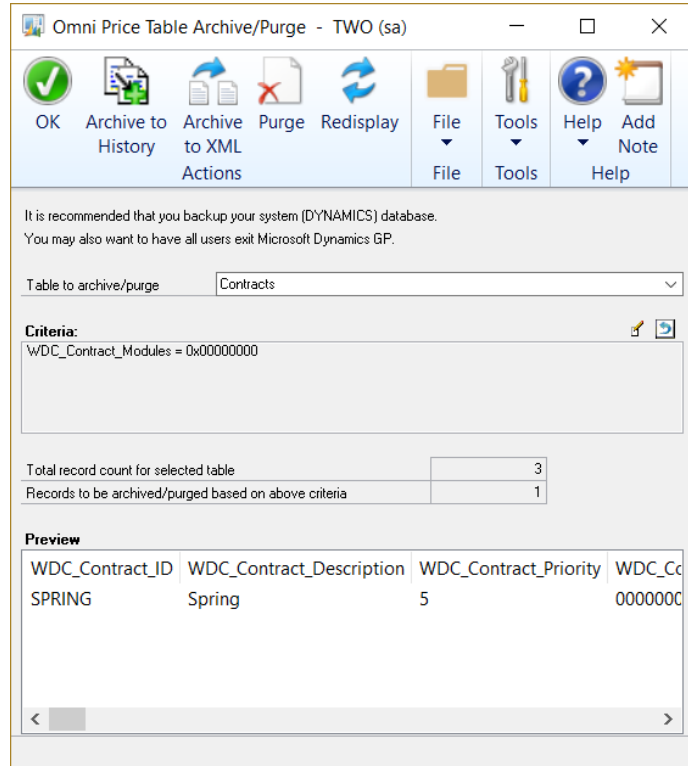 Omni Price Table Archive/Purge - TWO (sa)
OK
Archive to History
Archive to XML
Purge
Redisplay
File
Tools
Help
Add Note
Actions
File
Tools
Help
It is recommended that you backup your system (DYNAMICS) database.
You may also want to have all users exit Microsoft Dynamics GP.
Table to archive/purge Contracts
Criteria:
WDC_Contract_Modules = 0x00000000
Total record count for selected table 3
Records to be archived/purged based on above criteria 1
Preview
WDC_Contract_ID WDC_Contract_Description WDC_Contract_Priority WDC_Cc
SPRING Spring 5 0000000